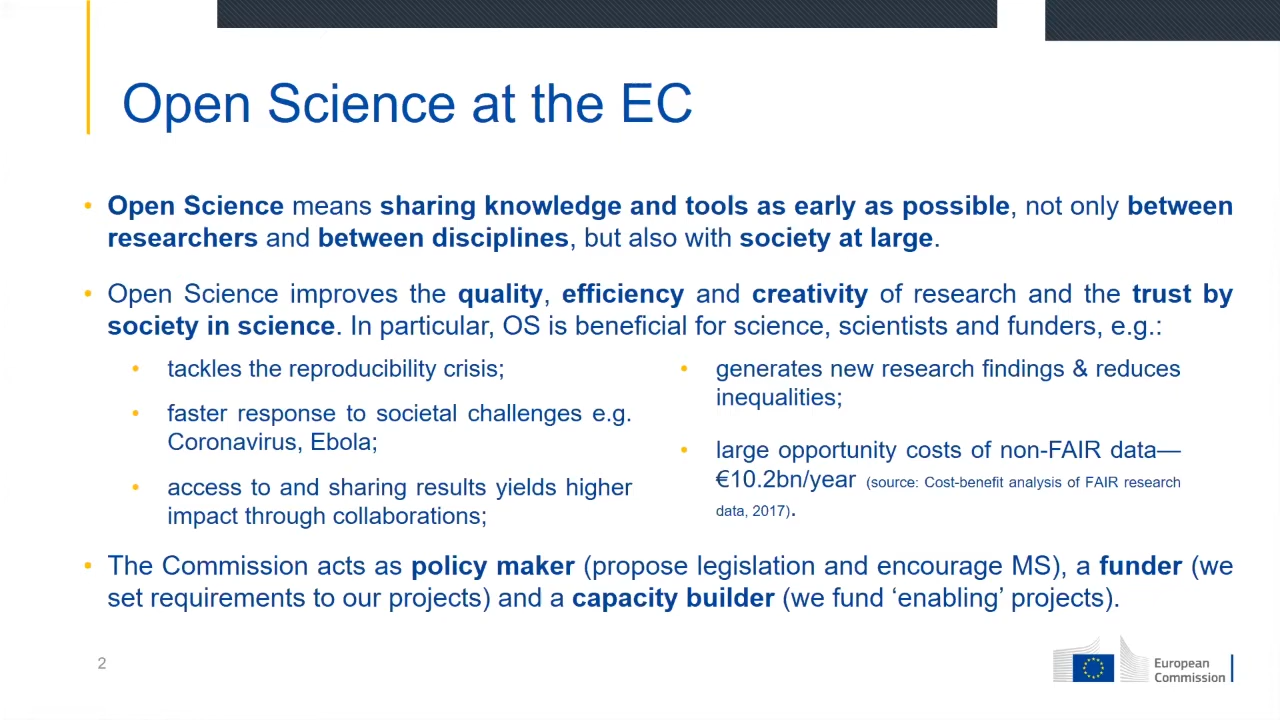 Open Science at the EC
• Open Science means sharing knowledge and tools as early as possible, not only between
researchers and between disciplines, but also with society at large.
• Open Science improves the quality, efficiency and creativity of research and the trust by
society in science. In particular, OS is beneficial for science, scientists and funders, e.g.:
• tackles the reproducibility crisis;
• faster response to societal challenges e.g.
Coronavirus, Ebola;
• access to and sharing results yields higher
impact through collaborations;
• generates new research findings & reduces
inequalities;
• large opportunity costs of non-FAIR data—
€10.2bn/year (source: Cost-benefit analysis of FAIR research
data, 2017).
• The Commission acts as policy maker (propose legislation and encourage MS), a funder (we
set requirements to our projects) and a capacity builder (we fund ‘enabling’ projects).
2
European
Commission